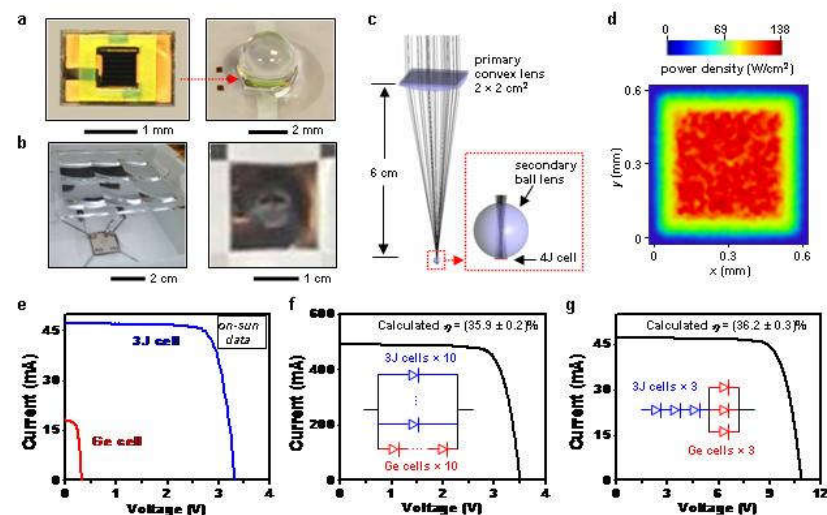 a
1 mm
2 mm
b
2 cm
1 cm
c
primary
convex lens
2 × 2 cm²
6 cm
secondary
ball lens
4J cell
d
0 69 138
power density (W/cm²)
0.6
0.3
0
y (mm)
0 0.3 0.6
x (mm)
e
on-sun
data
3J cell
Ge cell
45
30
15
0
Current (mA)
0 1 2 3 4
Voltage (V)
f
Calculated η = (35.9 ± 0.2)%
3J cells × 10
Ge cells × 10
600
400
200
0
Current (mA)
0 1 2 3 4
Voltage (V)
g
Calculated η = (36.2 ± 0.3)%
3J cells × 3
Ge cells × 3
45
30
15
0
Current (mA)
0 3 6 9 12
Voltage (V)